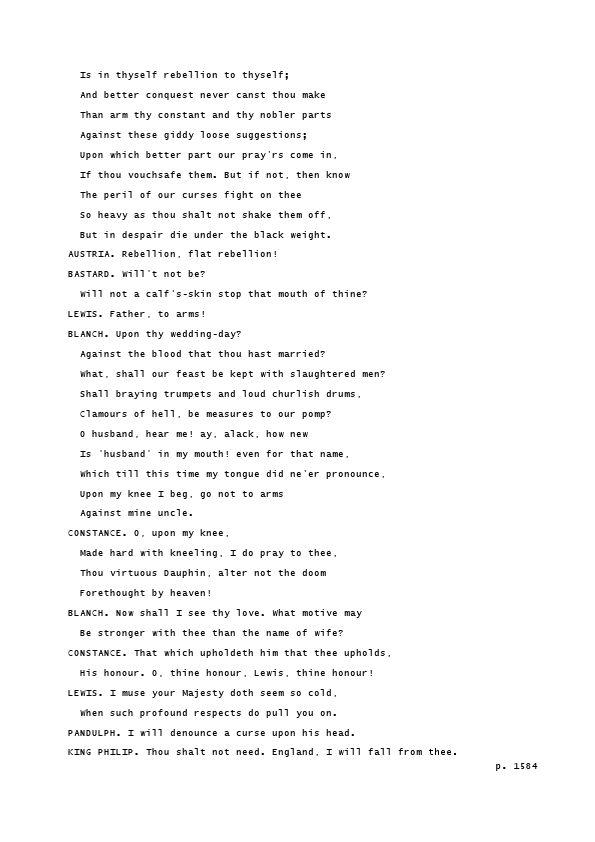 Is in thyself rebellion to thyself;
And better conquest never canst thou make
Than arm thy constant and thy nobler parts
Against these giddy loose suggestions;
Upon which better part our pray'rs come in,
If thou vouchsafe them. But if not, then know
The peril of our curses fight on thee
So heavy as thou shalt not shake them off,
But in despair die under the black weight.
AUSTRIA. Rebellion, flat rebellion!
BASTARD. Will't not be?
Will not a calf's-skin stop that mouth of thine?
LEWIS. Father, to arms!
BLANCH. Upon thy wedding-day?
Against the blood that thou hast married?
What, shall our feast be kept with slaughtered men?
Shall braying trumpets and loud churlish drums,
Clamours of hell, be measures to our pomp?
O husband, hear me! ay, alack, how new
Is 'husband' in my mouth! even for that name,
Which till this time my tongue did ne'er pronounce,
Upon my knee I beg, go not to arms
Against mine uncle.
CONSTANCE. O, upon my knee,
Made hard with kneeling, I do pray to thee,
Thou virtuous Dauphin, alter not the doom
Forethought by heaven!
BLANCH. Now shall I see thy love. What motive may
Be stronger with thee than the name of wife?
CONSTANCE. That which upholdeth him that thee upholds,
His honour. O, thine honour, Lewis, thine honour!
LEWIS. I muse your Majesty doth seem so cold,
When such profound respects do pull you on.
PANDULPH. I will denounce a curse upon his head.
KING PHILIP. Thou shalt not need. England, I will fall from thee.
p. 1584